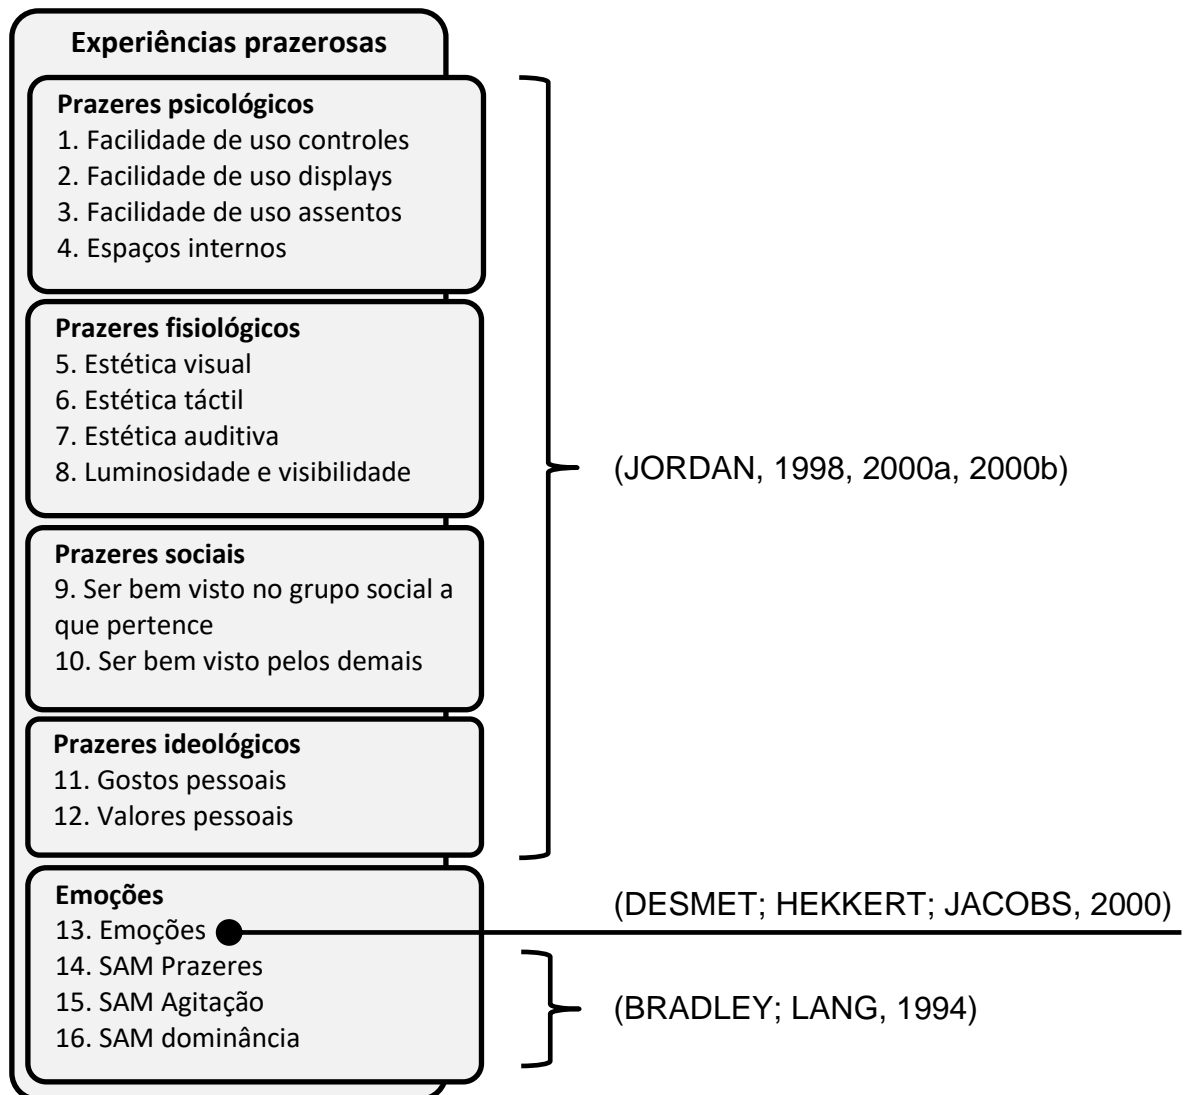 Experiências prazerosas
Prazeres psicológicos
1. Facilidade de uso controles
2. Facilidade de uso displays
3. Facilidade de uso assentos
4. Espaços internos
Prazeres fisiológicos
5. Estética visual
6. Estética táctil
7. Estética auditiva
8. Luminosidade e visibilidade
(JORDAN, 1998, 2000a, 2000b)
Prazeres sociais
9. Ser bem visto no grupo social a
que pertence
10. Ser bem visto pelos demais
Prazeres ideológicos
11. Gostos pessoais
12. Valores pessoais
Emoções
13. Emoções
(DESMET; HEKKERT; JACOBS, 2000)
14. SAM Prazeres
15. SAM Agitação
16. SAM dominância
(BRADLEY; LANG, 1994)